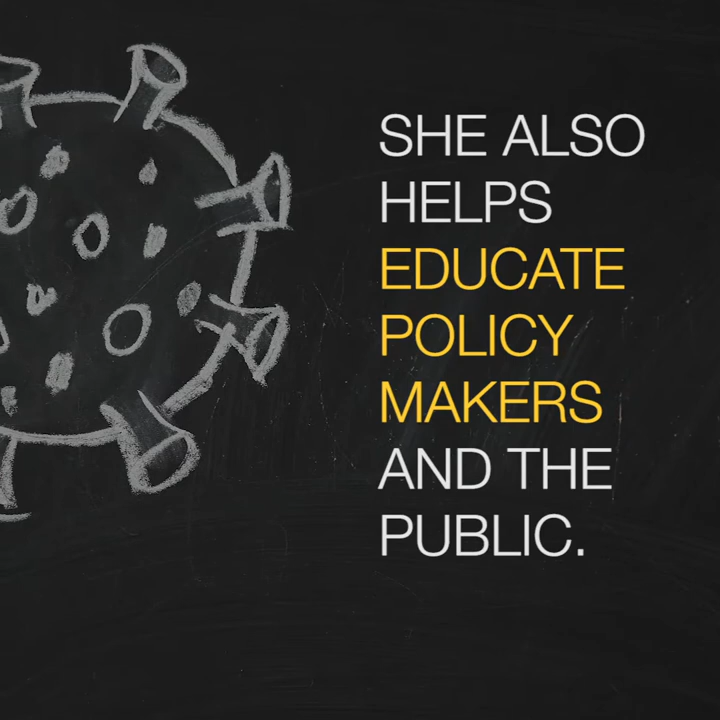 SHE ALSO
HELPS
EDUCATE
POLICY
MAKERS
AND THE
PUBLIC.